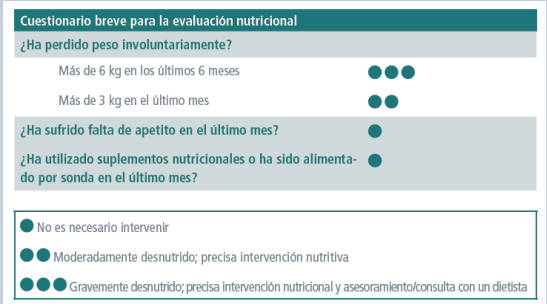 Cuestionario breve para la evaluación nutricional
¿Ha perdido peso involuntariamente?
Más de 6 kg en los últimos 6 meses
Más de 3 kg en el último mes
¿Ha sufrido falta de apetito en el último mes?
¿Ha utilizado suplementos nutricionales o ha sido alimenta-
do por sonda en el último mes?
No es necesario intervenir
Moderadamente desnutrido; precisa intervención nutritiva
Gravemente desnutrido; precisa intervención nutricional y asesoramiento/consulta con un dietista